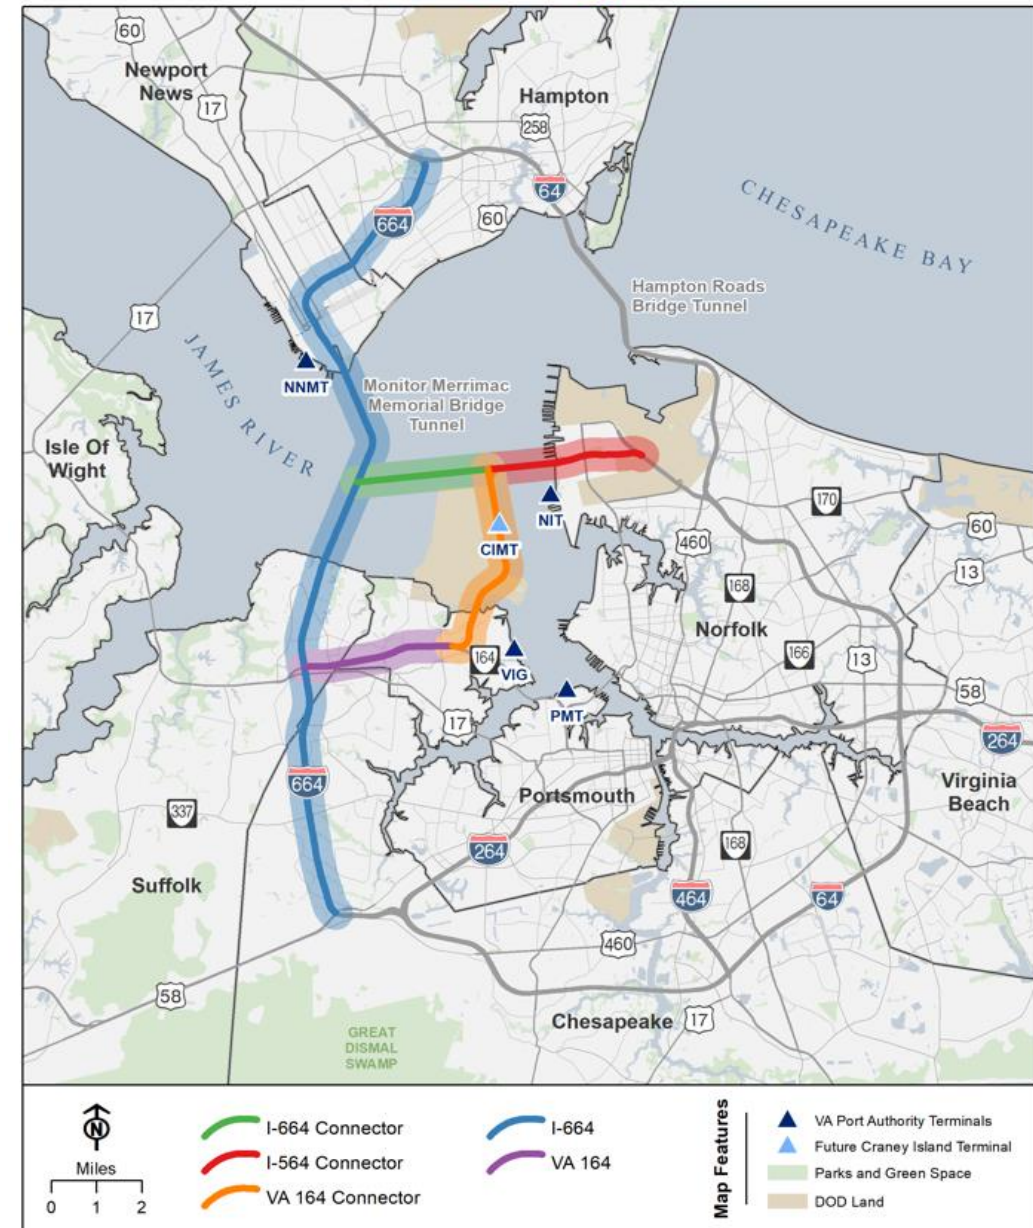 60
Newport
News
17
Hampton
258
64
664
60
CHESAPEAKE BAY
Hampton Roads
Bridge Tunnel
17
JAMES RIVER
NNMT
Monitor Merrimac
Memorial Bridge
Tunnel
Isle Of
Wight
NIT
170
CIMT
460
60
13
168
Norfolk
166
13
164
VIG
58
PMT
17
264
664
Virginia
Beach
Portsmouth
337
264
168
Suffolk
464
64
460
58
Chesapeake
17
GREAT
DISMAL
SWAMP
N
Miles
0 1 2
I-664 Connector
I-564 Connector
VA 164 Connector
I-664
VA 164
Map Features
VA Port Authority Terminals
Future Craney Island Terminal
Parks and Green Space
DOD Land